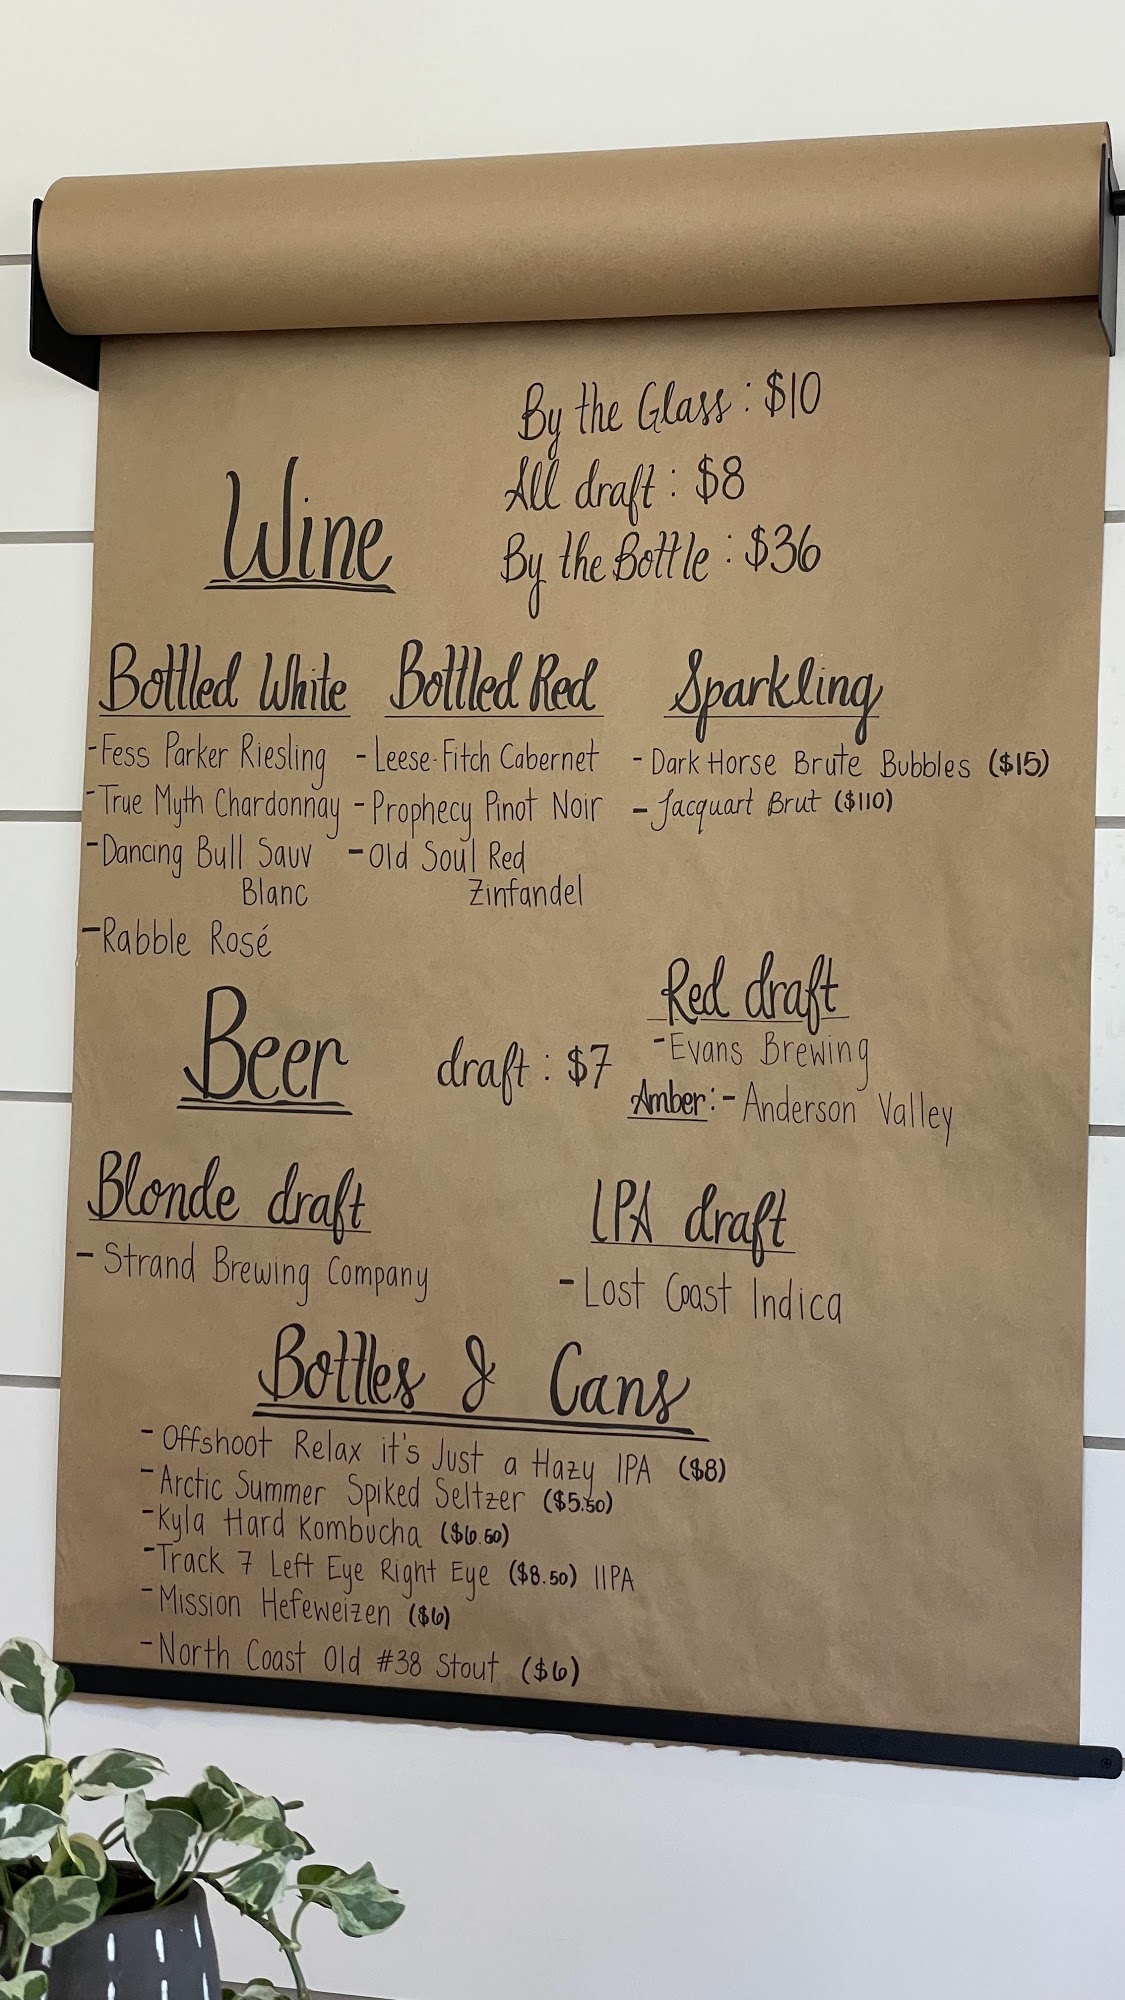 By the Glass : $10
All draft : $8
By the Bottle : $36
Wine
Bottled White
- Fess Parker Riesling
- True Myth Chardonnay
- Dancing Bull Sauv
Blanc
- Rabble Rosé
Bottled Red
- Leese-Fitch Cabernet
- Prophecy Pinot Noir
- Old Soul Red
Zinfandel
Sparkling
- Dark Horse Brute Bubbles ($15)
- Jacquart Brut ($110)
Beer
draft : $7
Red draft
- Evans Brewing
Amber: - Anderson Valley
Blonde draft
- Strand Brewing Company
IPA draft
- Lost Coast Indica
Bottles & Cans
- Offshoot Relax it's Just a Hazy IPA ($8)
- Arctic Summer Spiked Seltzer ($5.50)
- Kyla Hard Kombucha ($6.50)
- Track 7 Left Eye Right Eye ($8.50) IIPA
- Mission Hefeweizen ($6)
- North Coast Old #38 Stout ($6)